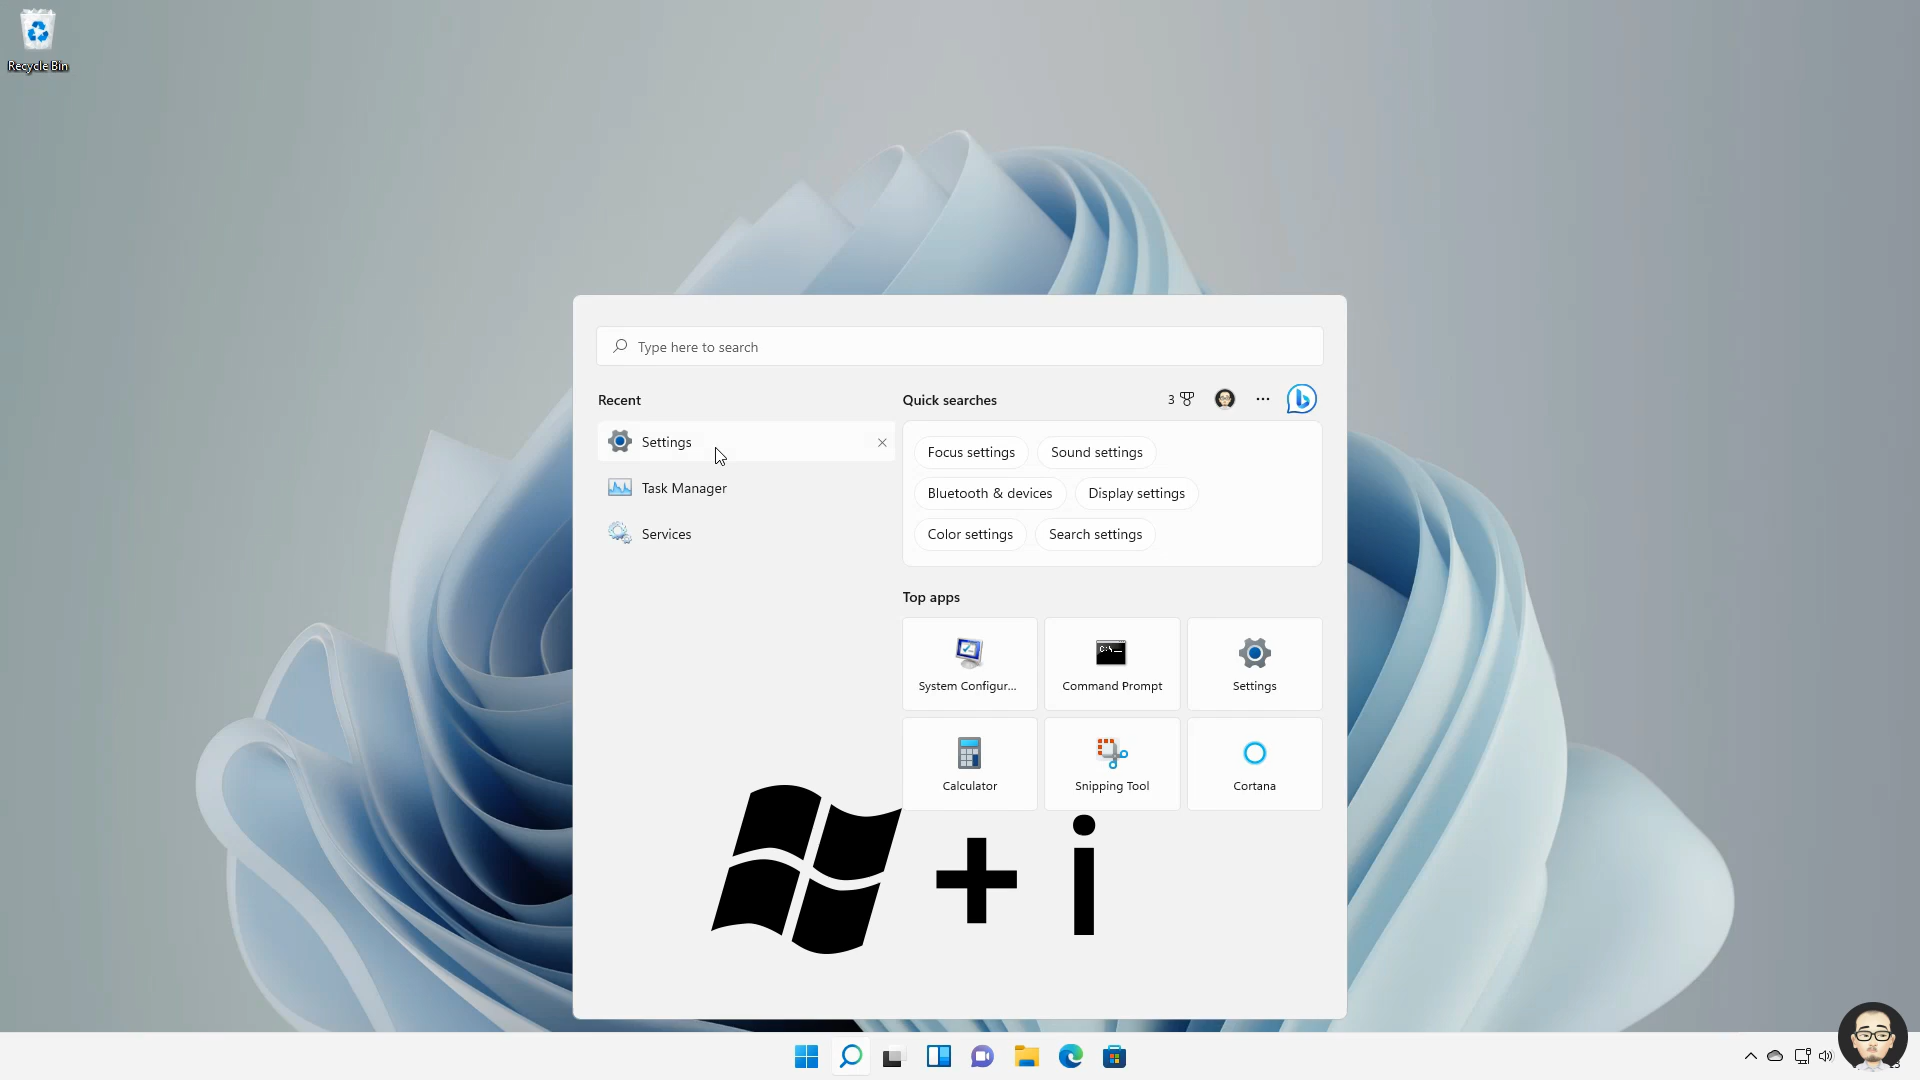 Recycle Bin
Type here to search
Recent
Quick searches
3
Settings
Task Manager
Services
Focus settings
Sound settings
Bluetooth & devices
Display settings
Color settings
Search settings
Top apps
System Configur...
Command Prompt
Settings
Calculator
Snipping Tool
Cortana
+ i